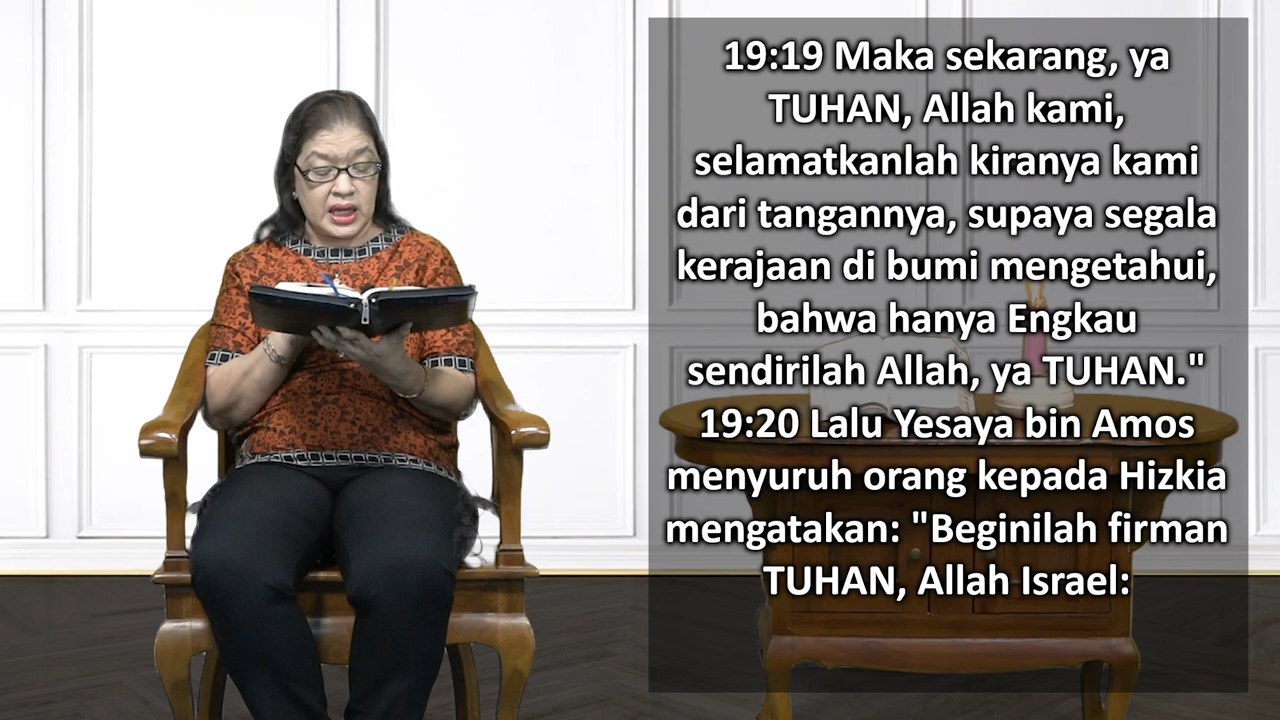 19:19 Maka sekarang, ya
TUHAN, Allah kami,
selamatkanlah kiranya kami
dari tangannya, supaya segala
kerajaan di bumi mengetahui,
bahwa hanya Engkau
sendirilah Allah, ya TUHAN."
19:20 Lalu Yesaya bin Amos
menyuruh orang kepada Hizkia
mengatakan: "Beginilah firman
TUHAN, Allah Israel: